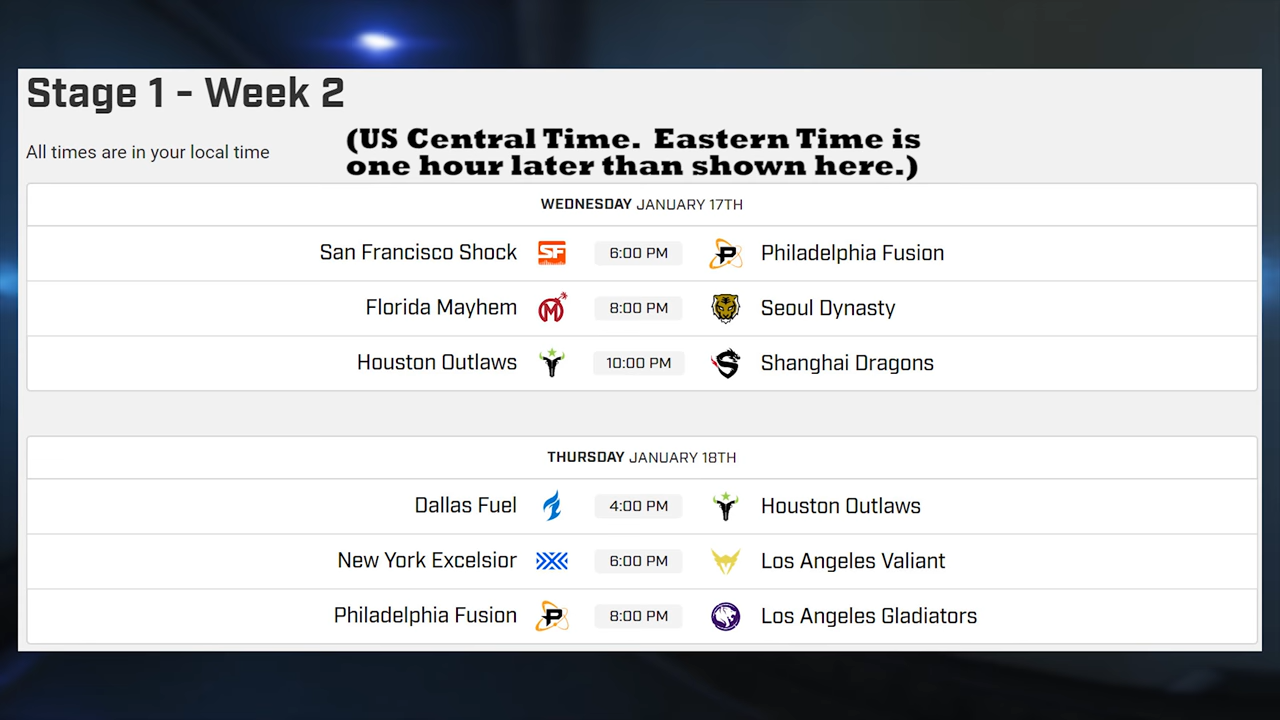 Stage 1 - Week 2
(US Central Time. Eastern Time is
All times are in your local time
one hour later than shown here.)
WEDNESDAY JANUARY 17TH
San Francisco Shock SF 6:00 PM P Philadelphia Fusion
Florida Mayhem M 8:00 PM Seoul Dynasty
Houston Outlaws 10:00 PM S Shanghai Dragons
THURSDAY JANUARY 18TH
Dallas Fuel 4:00 PM Houston Outlaws
New York Excelsior 6:00 PM Los Angeles Valiant
Philadelphia Fusion P 8:00 PM Los Angeles Gladiators